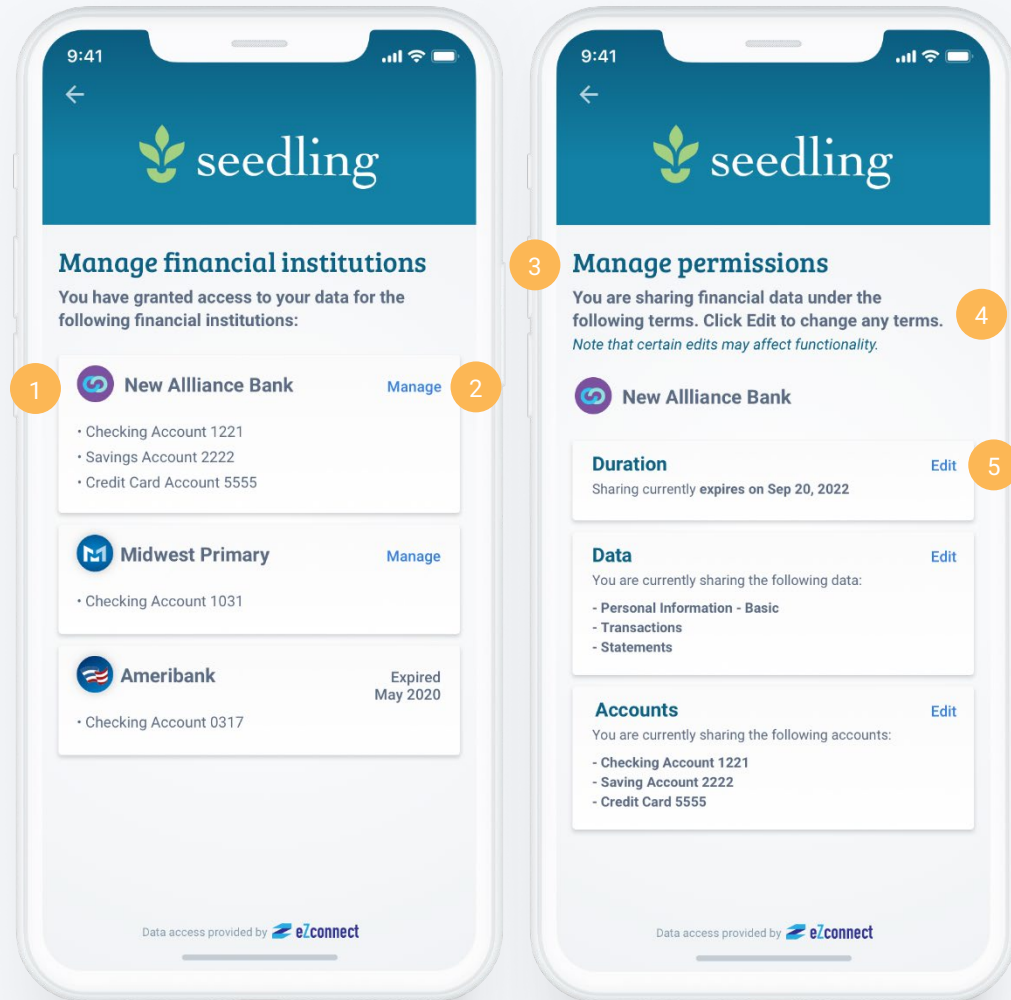 9:41
seedling
Manage financial institutions
You have granted access to your data for the
following financial institutions:
1
New Allliance Bank
Manage
2
• Checking Account 1221
• Savings Account 2222
• Credit Card Account 5555
Midwest Primary
Manage
• Checking Account 1031
Ameribank
Expired
May 2020
• Checking Account 0317
Data access provided by eZconnect
9:41
seedling
3
Manage permissions
You are sharing financial data under the
following terms. Click Edit to change any terms.
4
Note that certain edits may affect functionality.
New Allliance Bank
Duration
Edit
5
Sharing currently expires on Sep 20, 2022
Data
Edit
You are currently sharing the following data:
- Personal Information - Basic
- Transactions
- Statements
Accounts
Edit
You are currently sharing the following accounts:
- Checking Account 1221
- Saving Account 2222
- Credit Card 5555
Data access provided by eZconnect